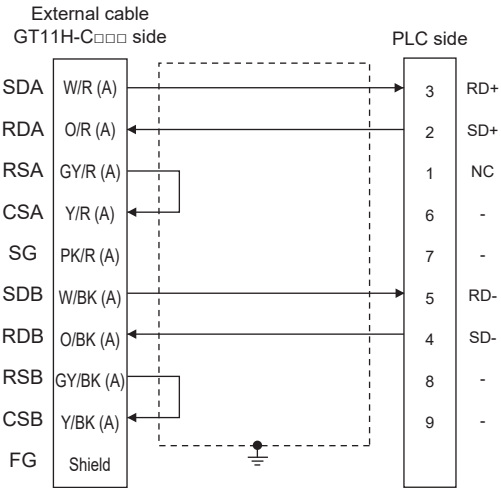 External cable
GT11H-C□□□ side
PLC side
SDA W/R (A) 3 RD+
RDA O/R (A) 2 SD+
RSA GY/R (A) 1 NC
CSA Y/R (A) 6 -
SG PK/R (A) 7 -
SDB W/BK (A) 5 RD-
RDB O/BK (A) 4 SD-
RSB GY/BK (A) 8 -
CSB Y/BK (A) 9 -
FG Shield